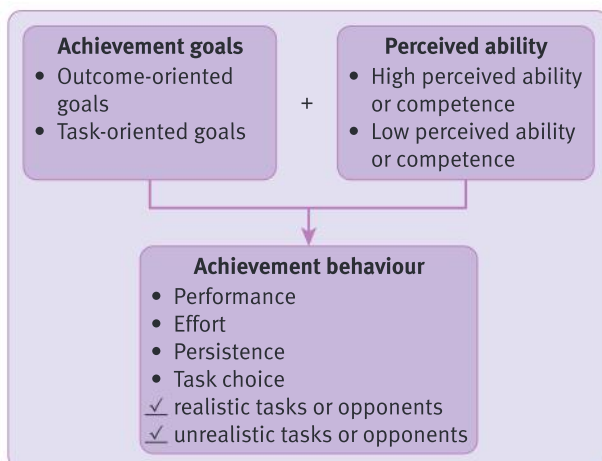 Achievement goals
• Outcome-oriented
goals
• Task-oriented goals
+
Perceived ability
• High perceived ability
or competence
• Low perceived ability
or competence
Achievement behaviour
• Performance
• Effort
• Persistence
• Task choice
✓ realistic tasks or opponents
✓ unrealistic tasks or opponents